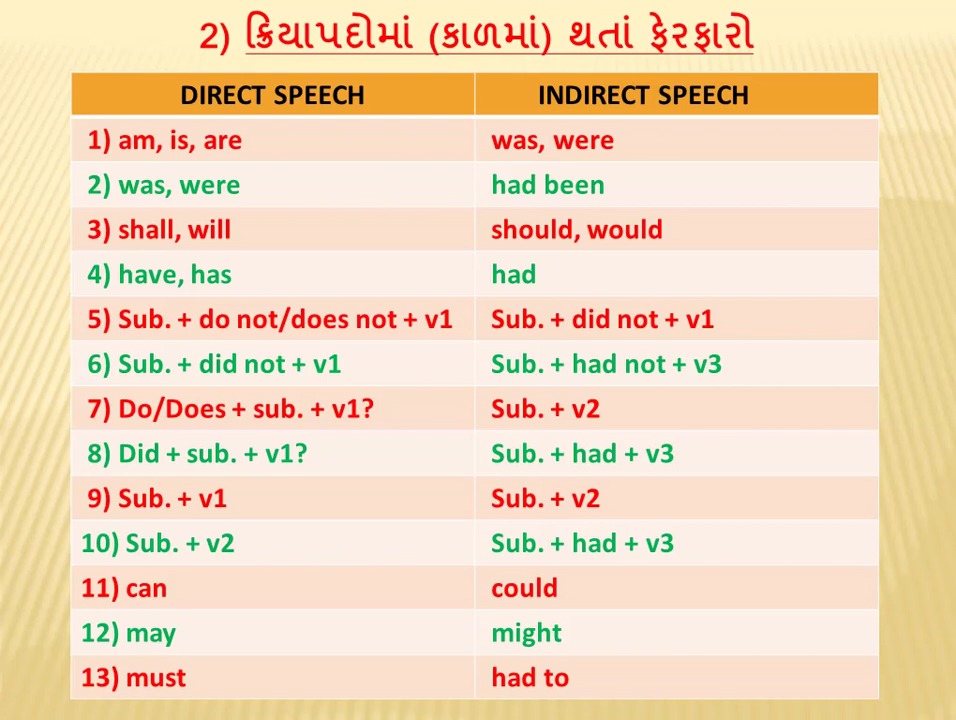 2) ક્રિયાપદોમાં (કાળમાં) થતાં ફેરફારો
DIRECT SPEECH INDIRECT SPEECH
1) am, is, are was, were
2) was, were had been
3) shall, will should, would
4) have, has had
5) Sub. + do not/does not + v1 Sub. + did not + v1
6) Sub. + did not + v1 Sub. + had not + v3
7) Do/Does + sub. + v1? Sub. + v2
8) Did + sub. + v1? Sub. + had + v3
9) Sub. + v1 Sub. + v2
10) Sub. + v2 Sub. + had + v3
11) can could
12) may might
13) must had to